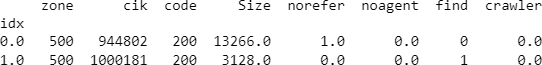 zone cik code Size norefer noagent find crawler
idx
0.0 500 944802 200 13266.0 1.0 0.0 0 0.0
1.0 500 1000181 200 3128.0 0.0 0.0 1 0.0